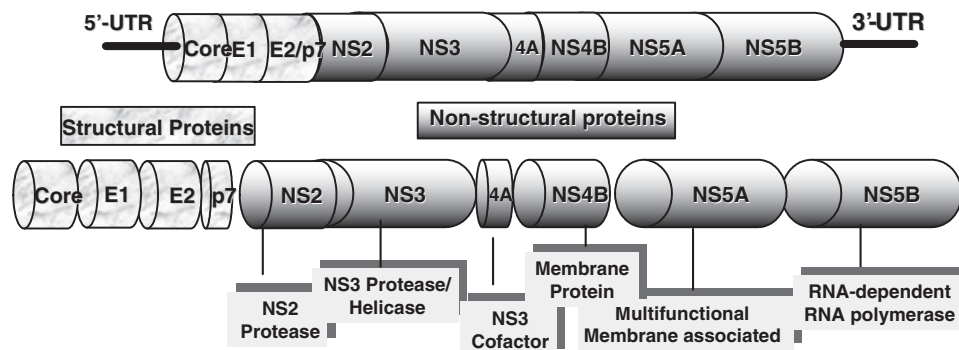 5'-UTR
3'-UTR
Core E1 E2/p7 NS2 NS3 4A NS4B NS5A NS5B
Structural Proteins
Non-structural proteins
Core E1 E2 p7 NS2 NS3 4A NS4B NS5A NS5B
NS2
Protease
NS3 Protease/
Helicase
NS3
Cofactor
Membrane
Protein
Multifunctional
Membrane associated
RNA-dependent
RNA polymerase